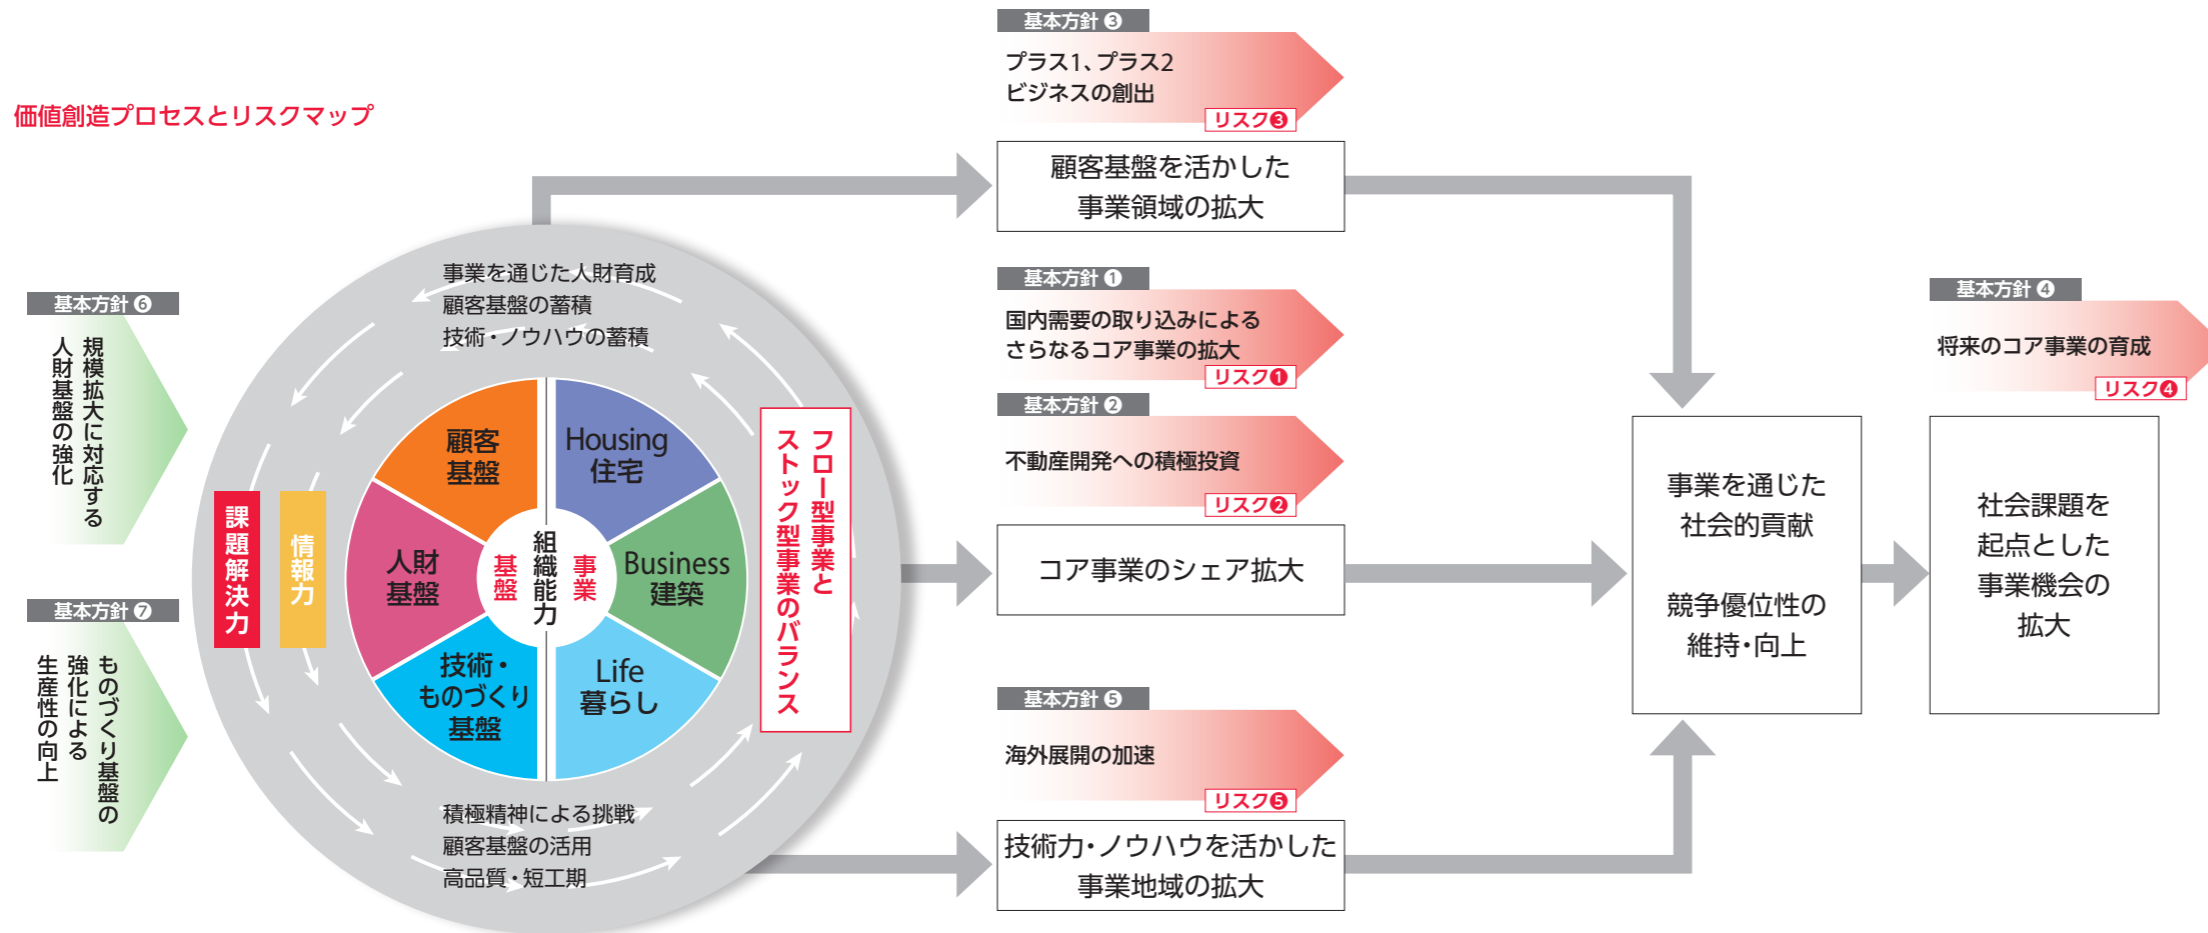 価値創造プロセスとリスクマップ
基本方針❻
規模拡大に対応する
人財基盤の強化
基本方針❼
ものづくり基盤の
強化による
生産性の向上
事業を通じた人財育成
顧客基盤の蓄積
技術・ノウハウの蓄積
課題解決力
情報力
顧客
基盤
人財
基盤
技術・
ものづくり
基盤
基盤
組織能力
事業
Housing
住宅
Business
建築
Life
暮らし
フロー型事業と
ストック型事業のバランス
積極精神による挑戦
顧客基盤の活用
高品質・短工期
基本方針❸
プラス1、プラス2
ビジネスの創出
リスク❸
顧客基盤を活かした
事業領域の拡大
基本方針❶
国内需要の取り込みによる
さらなるコア事業の拡大
リスク❶
基本方針❷
不動産開発への積極投資
リスク❷
コア事業のシェア拡大
基本方針❺
海外展開の加速
リスク❺
技術力・ノウハウを活かした
事業地域の拡大
事業を通じた
社会的貢献
競争優位性の
維持・向上
基本方針❹
将来のコア事業の育成
リスク❹
社会課題を
起点とした
事業機会の
拡大